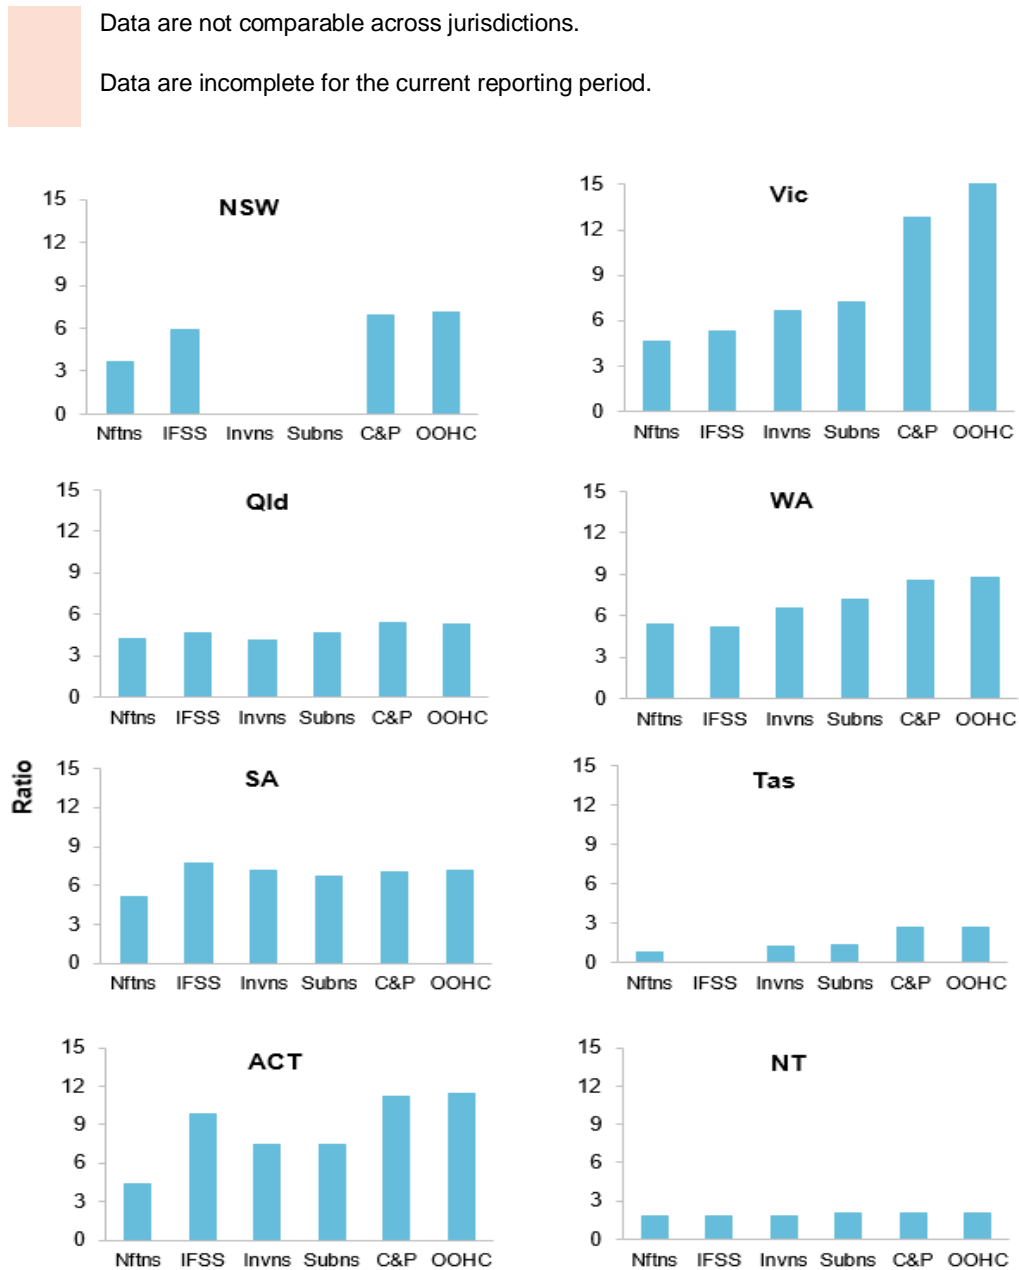 Data are not comparable across jurisdictions.
Data are incomplete for the current reporting period.
NSW
15
12
9
6
3
0
Nftns IFSS Invns Subns C&P OOHC
Vic
15
12
9
6
3
0
Nftns IFSS Invns Subns C&P OOHC
Qld
15
12
9
6
3
0
Nftns IFSS Invns Subns C&P OOHC
WA
15
12
9
6
3
0
Nftns IFSS Invns Subns C&P OOHC
Ratio
SA
15
12
9
6
3
0
Nftns IFSS Invns Subns C&P OOHC
Tas
15
12
9
6
3
0
Nftns IFSS Invns Subns C&P OOHC
ACT
15
12
9
6
3
0
Nftns IFSS Invns Subns C&P OOHC
NT
15
12
9
6
3
0
Nftns IFSS Invns Subns C&P OOHC